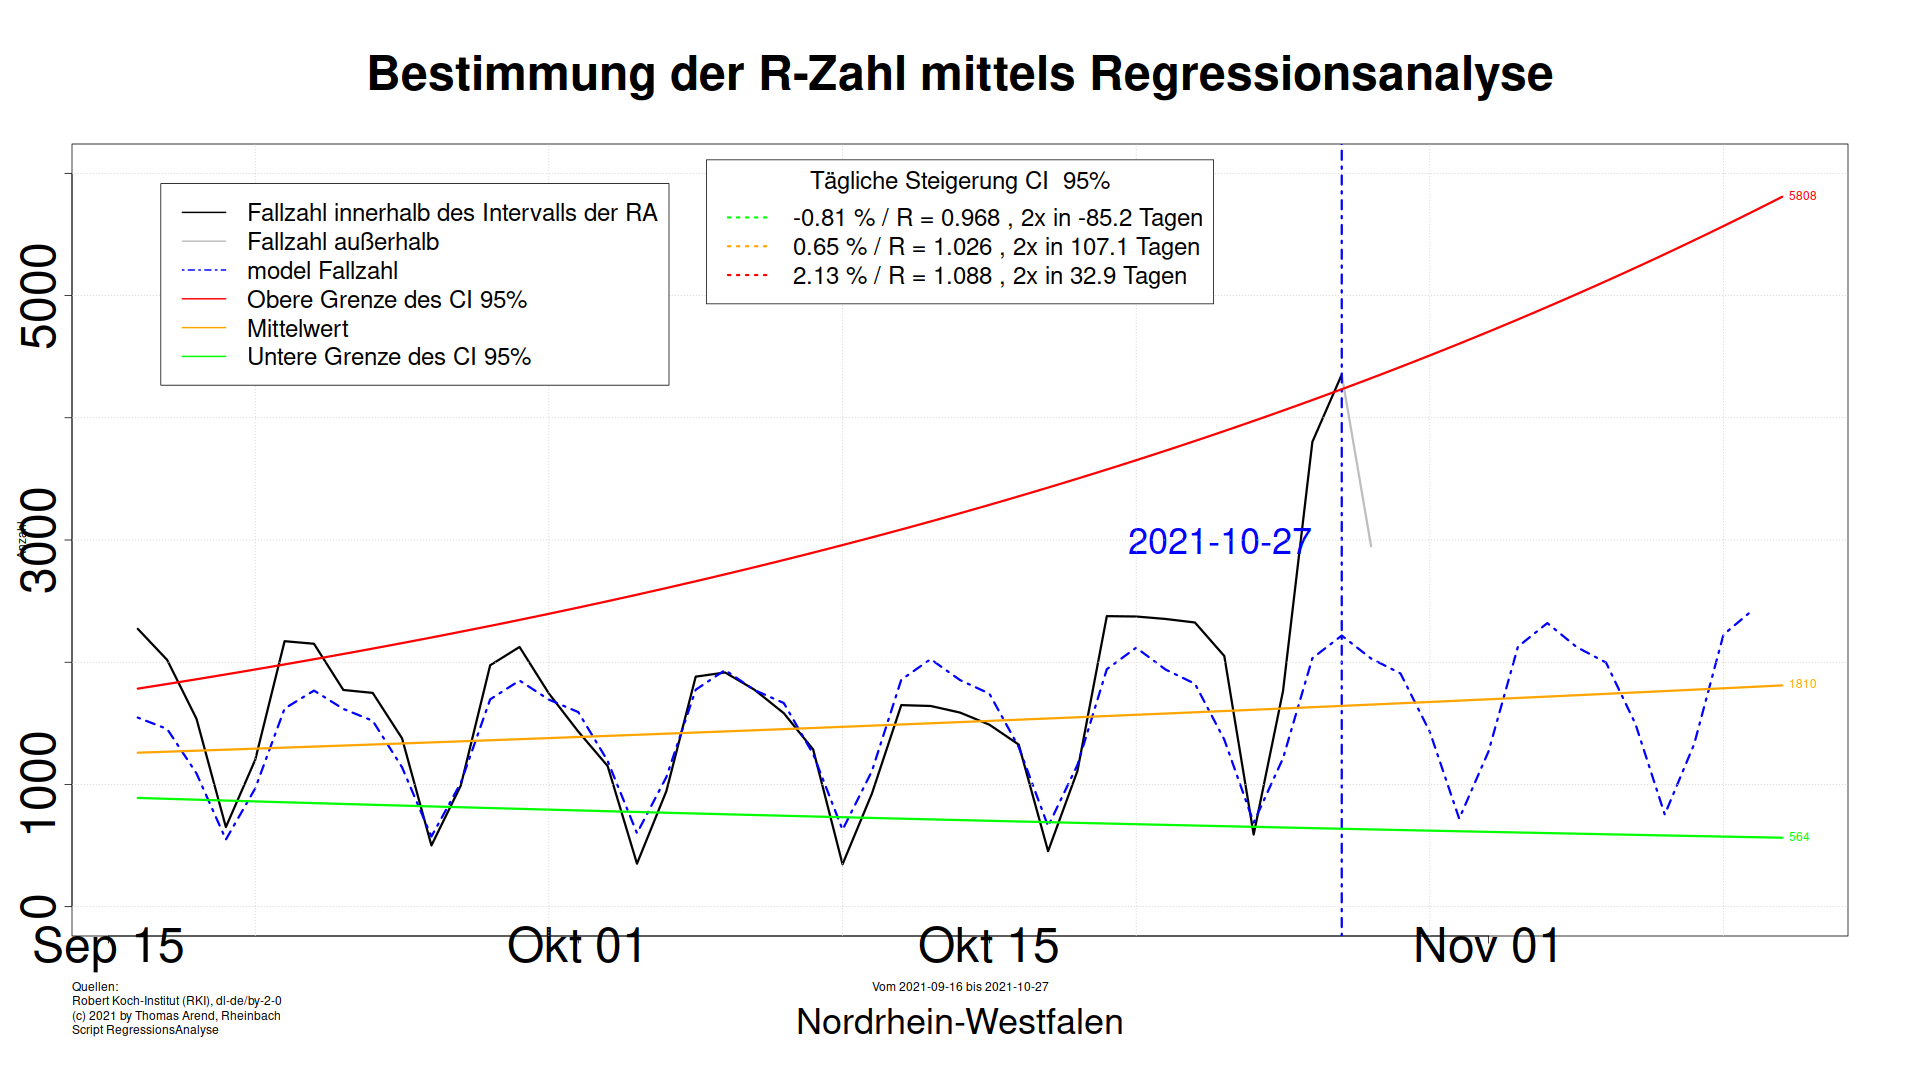 Bestimmung der R-Zahl mittels Regressionsanalyse
Fallzahl innerhalb des Intervalls der RA
Fallzahl außerhalb
model Fallzahl
Obere Grenze des CI 95%
Mittelwert
Untere Grenze des CI 95%
Tägliche Steigerung CI  95%
-0.81 % / R = 0.968 , 2x in -85.2 Tagen
0.65 % / R = 1.026 , 2x in 107.1 Tagen
2.13 % / R = 1.088 , 2x in 32.9 Tagen
5808
1810
564
2021-10-27
5000
3000
1000
0
Anzahl
Sep 15
Okt 01
Okt 15
Nov 01
Quellen:
Robert Koch-Institut (RKI), dl-de/by-2-0
(c) 2021 by Thomas Arend, Rheinbach
Script RegressionsAnalyse
Vom 2021-09-16 bis 2021-10-27
Nordrhein-Westfalen